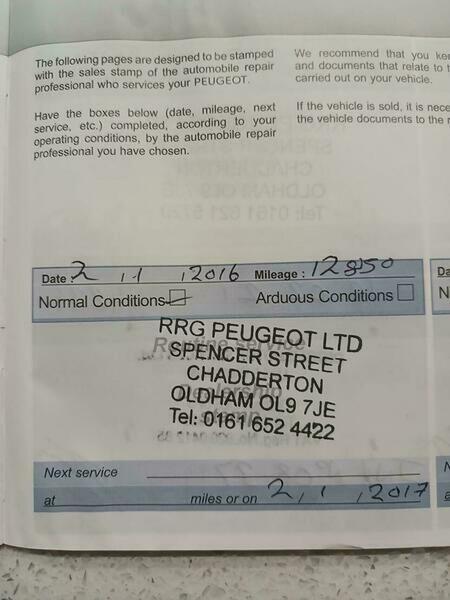 The following pages are designed to be stamped
with the sales stamp of the automobile repair
professional who services your PEUGEOT.
Have the boxes below (date, mileage, next
service, etc.) completed, according to your
operating conditions, by the automobile repair
professional you have chosen.
We recommend that you
and documents that relate to
carried out on your vehicle.
If the vehicle is sold, it is
the vehicle documents to the
Date : 2 / 1 / 2016 Mileage : 12850
Normal Conditions Arduous Conditions
RRG PEUGEOT LTD
SPENCER STREET
CHADDERTON
OLDHAM OL9 7JE
Tel: 0161 652 4422
Next service
at miles or on 2 / 1 / 2017